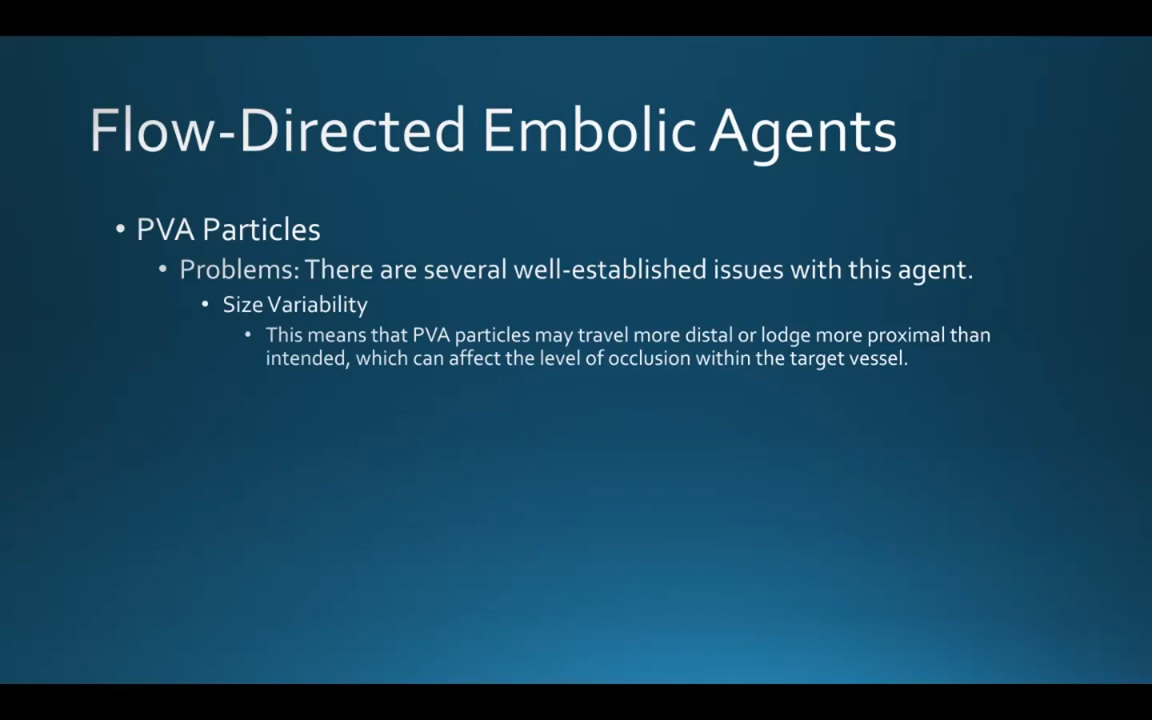 Flow-Directed Embolic Agents
• PVA Particles
• Problems: There are several well-established issues with this agent.
• Size Variability
• This means that PVA particles may travel more distal or lodge more proximal than
intended, which can affect the level of occlusion within the target vessel.